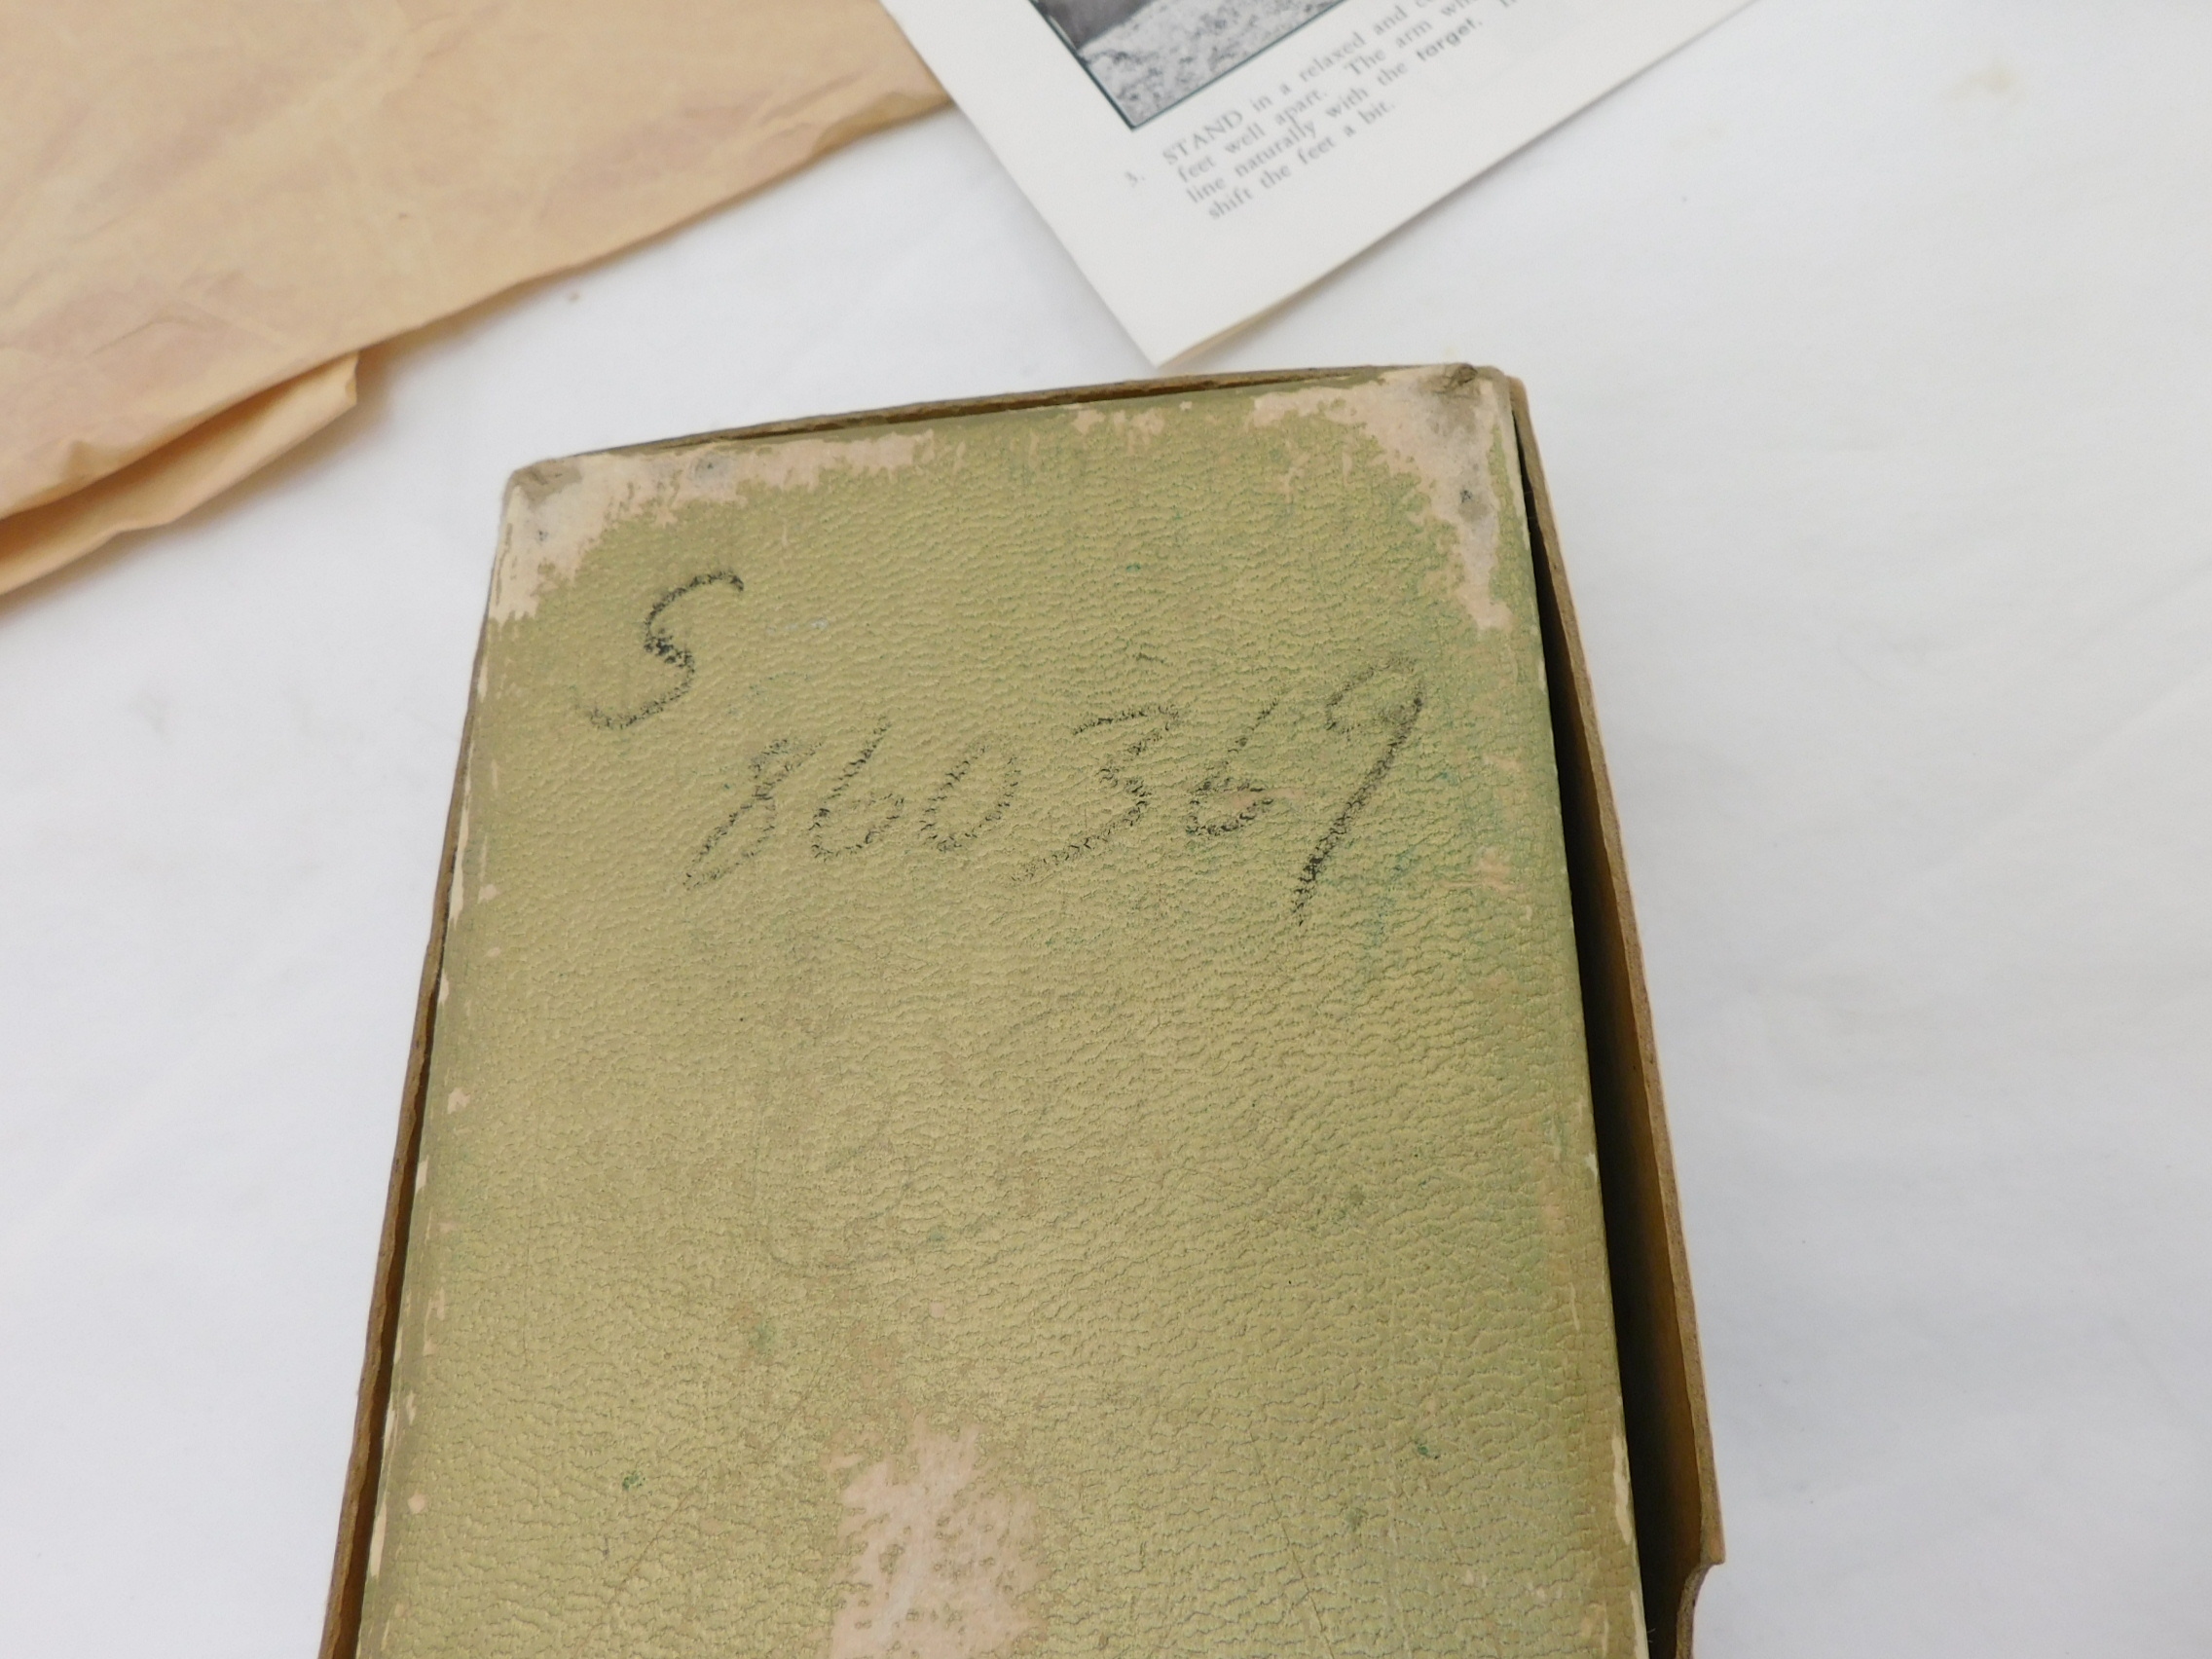 3. STAND in a relaxed and
feet well apart. The arm
line naturally with the target.
shift the feet a bit.
S
860369